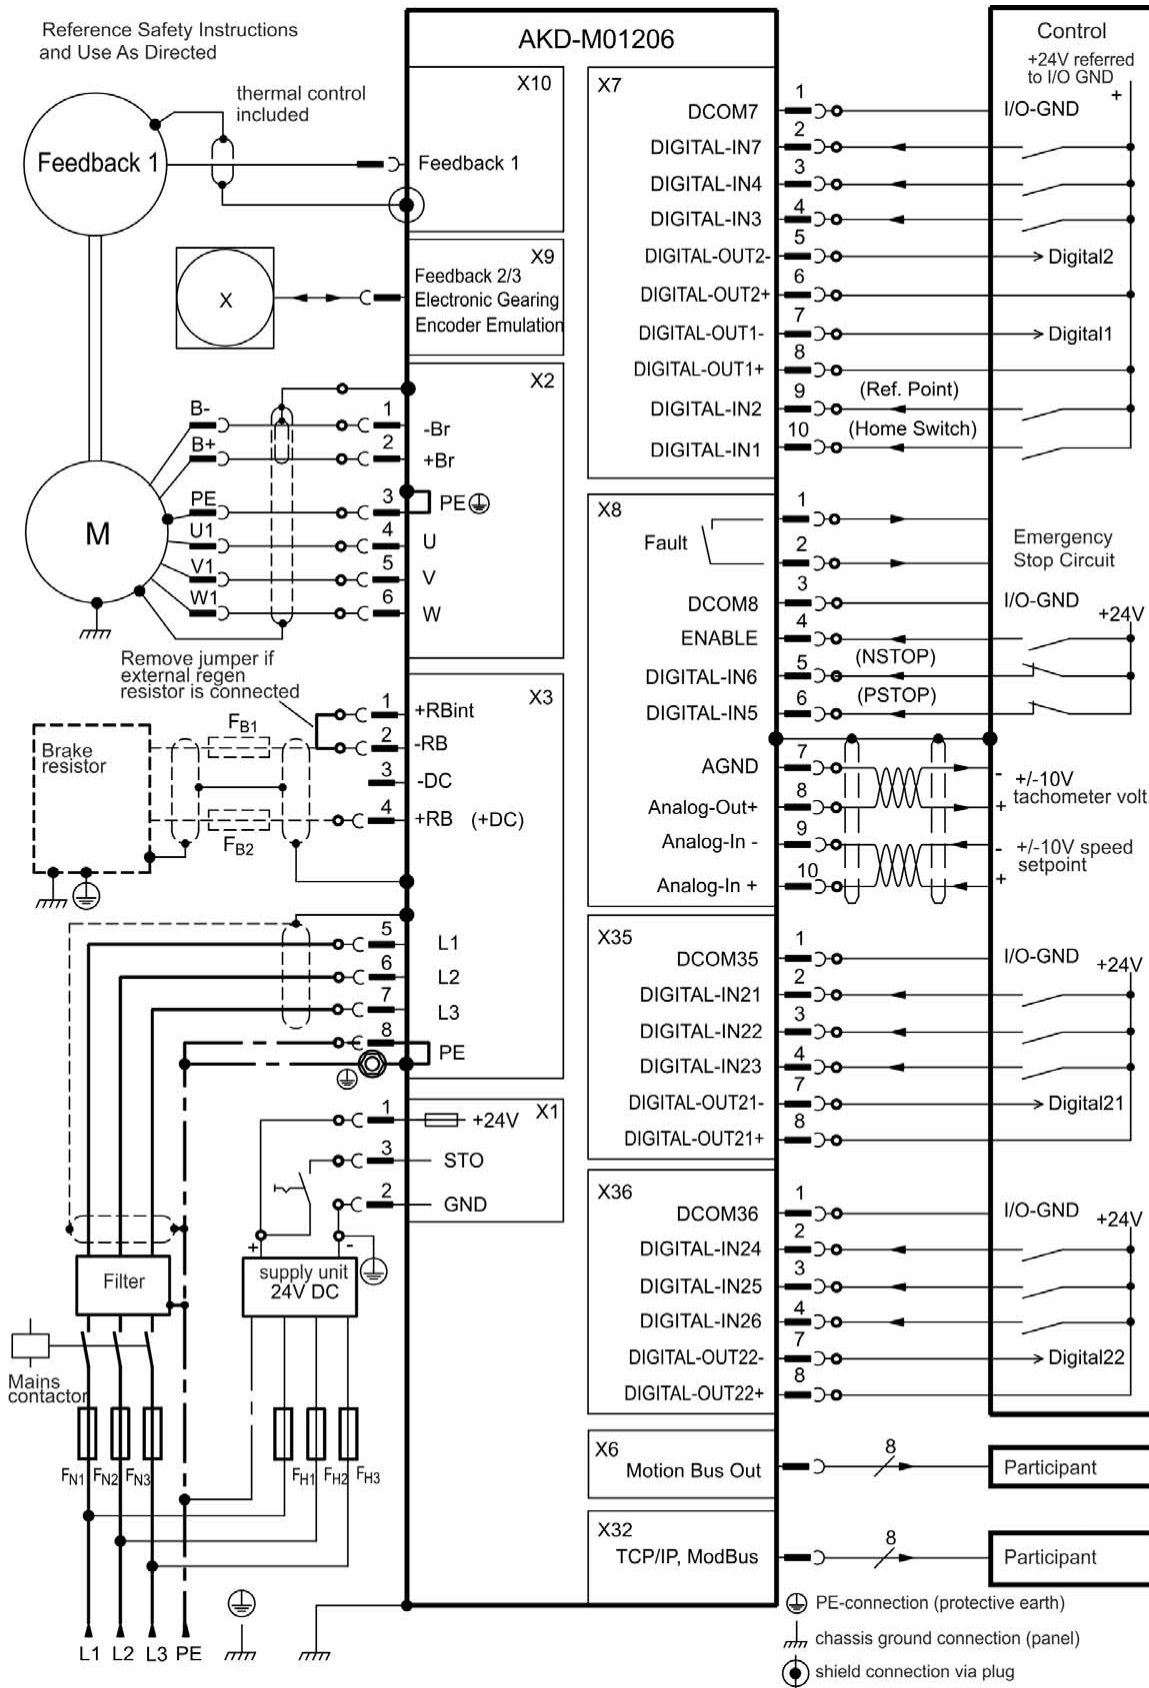 Reference Safety Instructions
and Use As Directed
AKD-M01206
Control
+24V referred
to I/O GND
+
thermal control
included
Feedback 1
X10
Feedback 1
X
X9
Feedback 2/3
Electronic Gearing
Encoder Emulation
X2
B-
1
-Br
B+
2
+Br
PE
3
PE
M
U1
4
U
V1
5
V
W1
6
W
Remove jumper if
external regen
resistor is connected
X3
1
+RBint
FB1
2
-RB
Brake
resistor
3
-DC
4
+RB (+DC)
FB2
5
L1
6
L2
7
L3
8
PE
X1
1
+24V
3
STO
2
GND
+
-
supply unit
24V DC
Filter
Mains
contactor
FN1
FN2
FN3
FH1
FH2
FH3
L1
L2
L3
PE
X7
1
DCOM7
I/O-GND
2
DIGITAL-IN7
3
DIGITAL-IN4
4
DIGITAL-IN3
5
DIGITAL-OUT2-
Digital2
6
DIGITAL-OUT2+
7
DIGITAL-OUT1-
Digital1
8
DIGITAL-OUT1+
9
(Ref. Point)
DIGITAL-IN2
10
(Home Switch)
DIGITAL-IN1
X8
1
Fault
2
Emergency
Stop Circuit
3
DCOM8
I/O-GND
+24V
4
ENABLE
5
(NSTOP)
DIGITAL-IN6
6
(PSTOP)
DIGITAL-IN5
7
AGND
-
+/-10V
tachometer volt
8
Analog-Out+
+
9
Analog-In -
-
+/-10V speed
setpoint
10
Analog-In +
+
X35
1
DCOM35
I/O-GND
+24V
2
DIGITAL-IN21
3
DIGITAL-IN22
4
DIGITAL-IN23
7
DIGITAL-OUT21-
Digital21
8
DIGITAL-OUT21+
X36
1
DCOM36
I/O-GND
+24V
2
DIGITAL-IN24
3
DIGITAL-IN25
4
DIGITAL-IN26
7
DIGITAL-OUT22-
Digital22
8
DIGITAL-OUT22+
X6
Motion Bus Out
8
Participant
X32
TCP/IP, ModBus
8
Participant
PE-connection (protective earth)
chassis ground connection (panel)
shield connection via plug